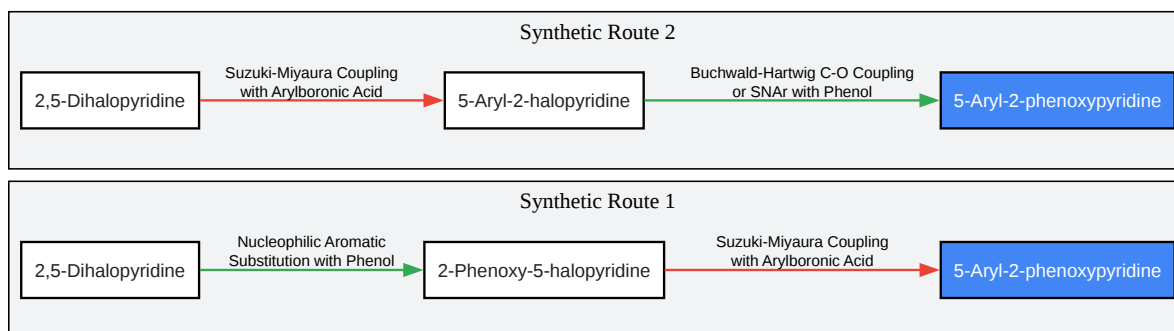 Synthetic Route 2
2,5-Dihalopyridine
Suzuki-Miyaura Coupling
with Arylboronic Acid
5-Aryl-2-halopyridine
Buchwald-Hartwig C-O Coupling
or SNAr with Phenol
5-Aryl-2-phenoxypyridine
Synthetic Route 1
2,5-Dihalopyridine
Nucleophilic Aromatic
Substitution with Phenol
2-Phenoxy-5-halopyridine
Suzuki-Miyaura Coupling
with Arylboronic Acid
5-Aryl-2-phenoxypyridine